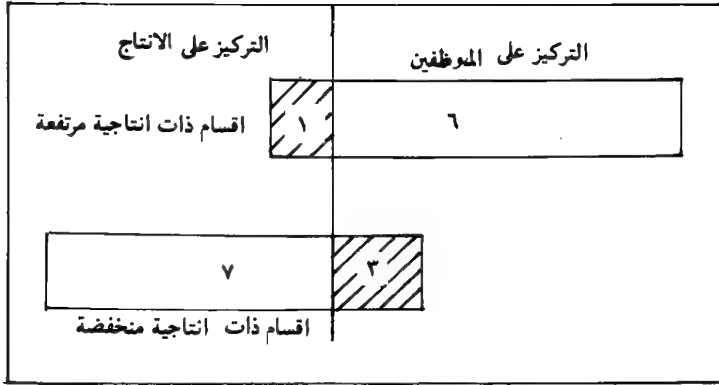 التركيز على الموظفين
التركيز على الانتاج
٦
١
اقسام ذات انتاجية مرتفعة
٣
٧
اقسام ذات انتاجية منخفضة